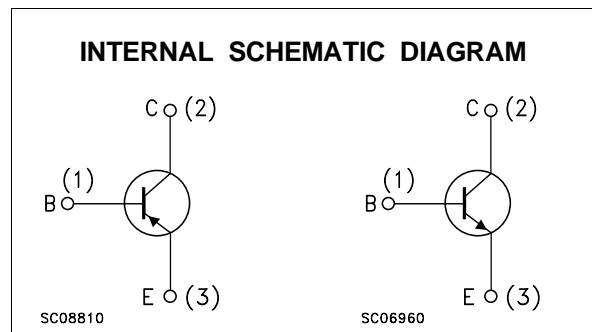 INTERNAL SCHEMATIC DIAGRAM
C (2) C (2)
(1) (1)
B B
E (3) E (3)
SC08810 SC06960